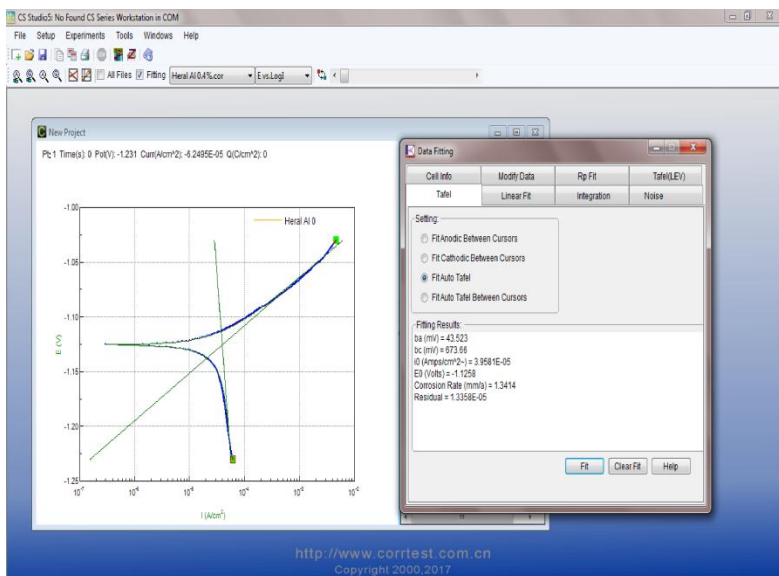 CS Studio5: No Found CS Series Workstation in COM
File Setup Experiments Tools Windows Help
All Files Fitting Heral Al 0.4%.cor E vs.LogI
New Project
Pt: 1 Time(s): 0 Pot(V): -1.231 Curr(A/cm^2): -6.2495E-05 Q(C/cm^2): 0
Heral Al 0
-1.00
-1.05
-1.10
-1.15
-1.20
-1.25
E (V)
I (A/cm²)
Data Fitting
Cell Info Modify Data Rp Fit Tafel(LEV)
Tafel Linear Fit Integration Noise
Setting:
Fit Anodic Between Cursors
Fit Cathodic Between Cursors
Fit Auto Tafel
Fit Auto Tafel Between Cursors
Fitting Results:
ba (mV) = 43.523
bc (mV) = 673.66
i0 (Amps/cm^2~) = 3.9581E-05
E0 (Volts) = -1.1258
Corrosion Rate (mm/a) = 1.3414
Residual = 1.3358E-05
Fit Clear Fit Help
http://www.corrtest.com.cn
Copyright 2000,2017